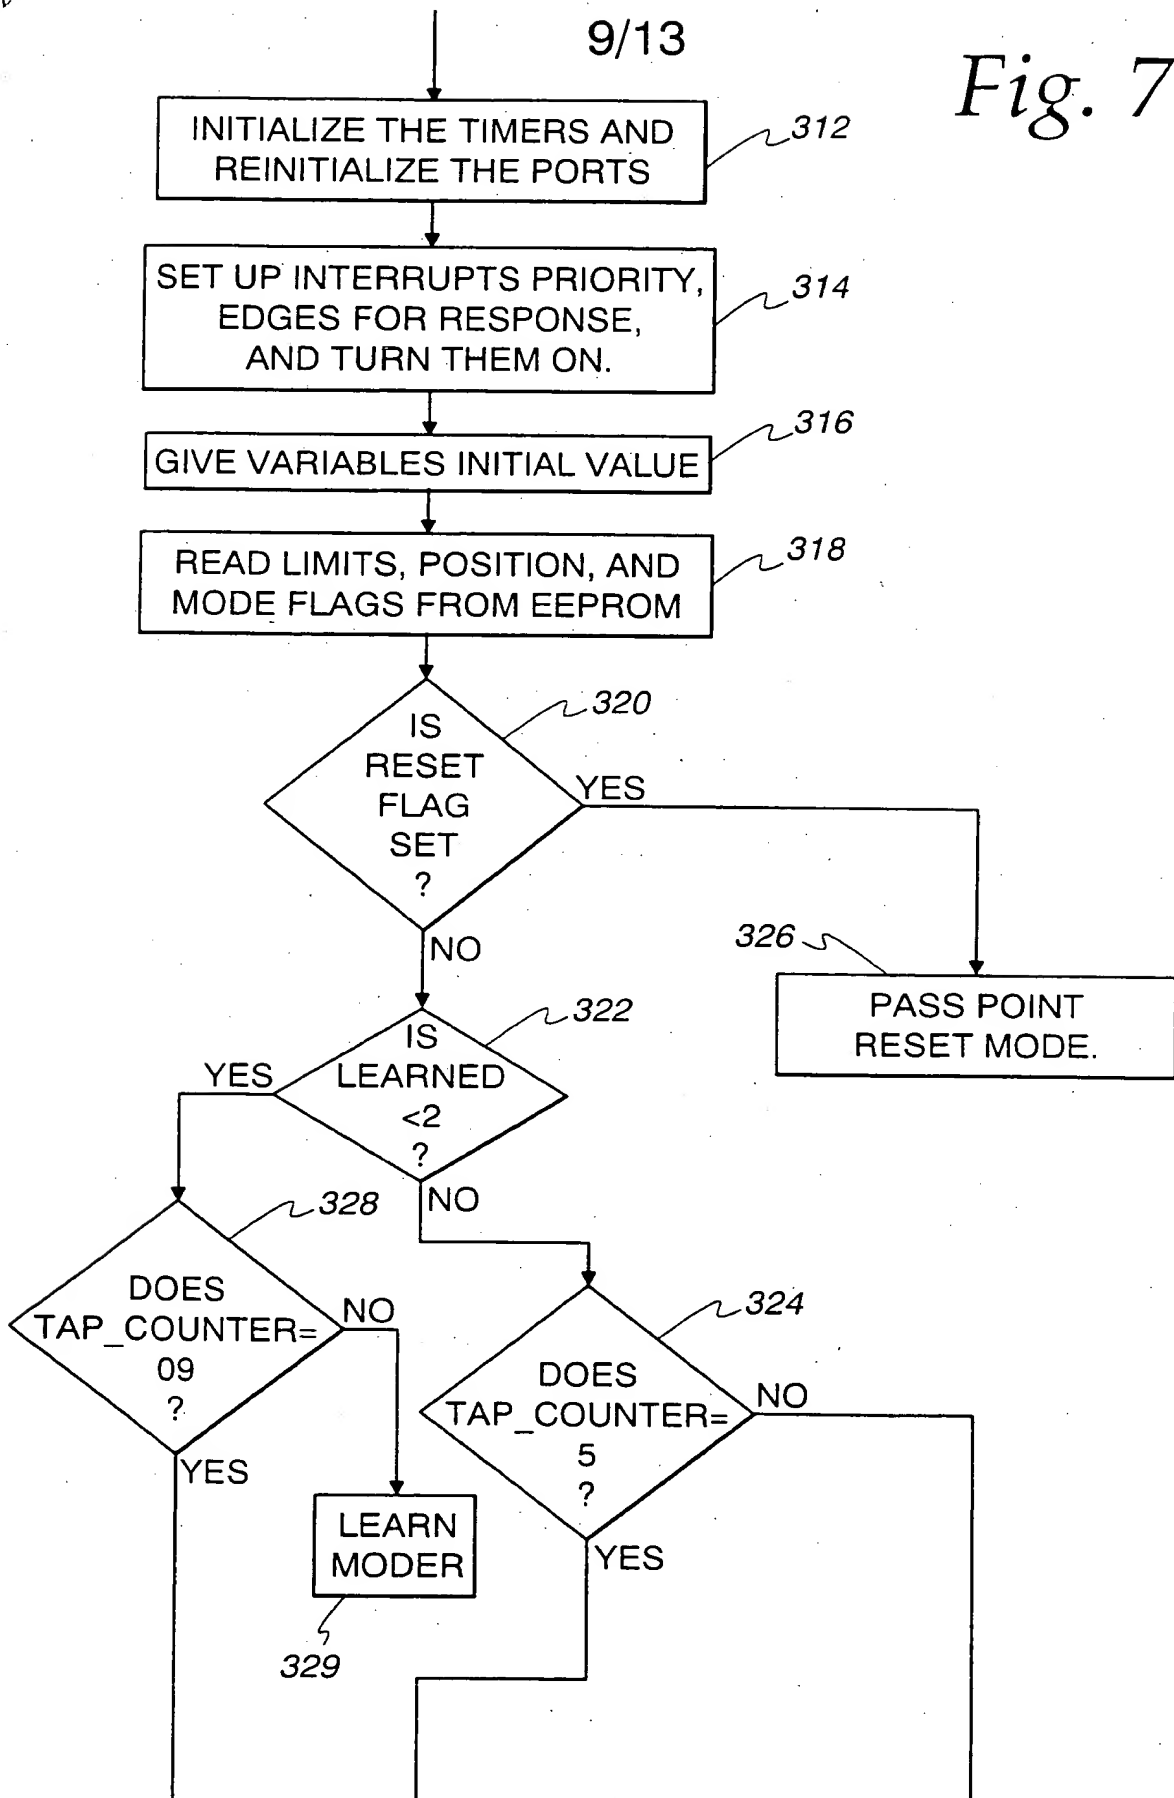 9/13
Fig. 7
INITIALIZE THE TIMERS AND
REINITIALIZE THE PORTS
312
SET UP INTERRUPTS PRIORITY,
EDGES FOR RESPONSE,
AND TURN THEM ON.
314
GIVE VARIABLES INITIAL VALUE
316
READ LIMITS, POSITION, AND
MODE FLAGS FROM EEPROM
318
IS
RESET
FLAG
SET
?
320
YES
NO
326
PASS POINT
RESET MODE.
IS
LEARNED
<2
?
322
YES
NO
328
DOES
TAP_COUNTER=
09
?
NO
YES
LEARN
MODER
329
324
DOES
TAP_COUNTER=
5
?
NO
YES